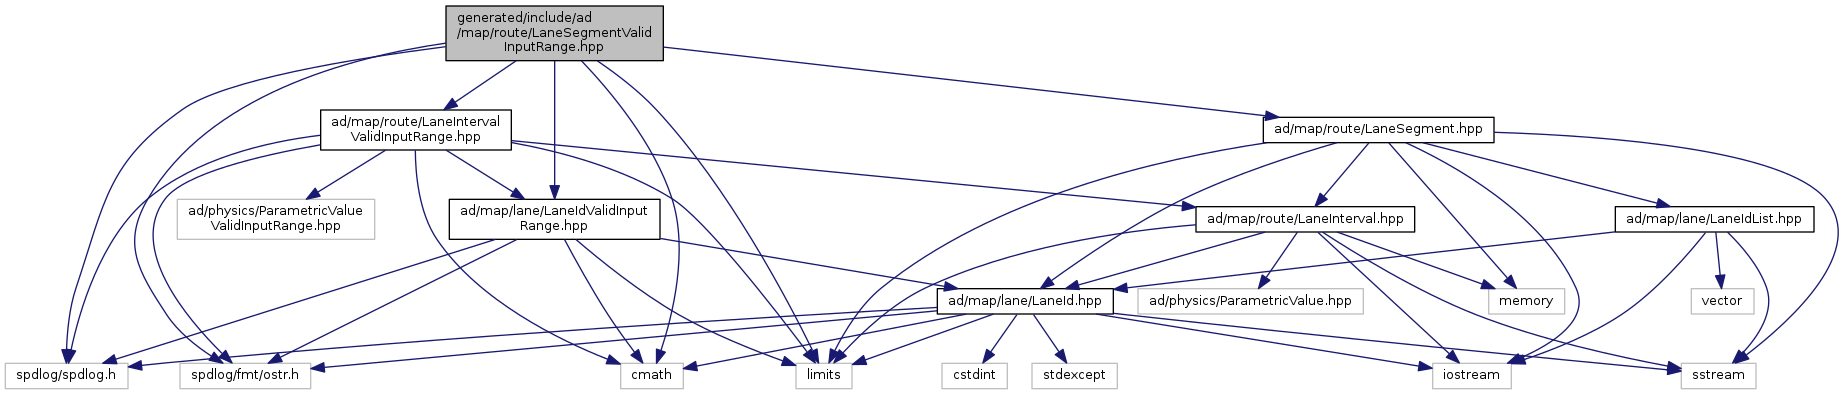 generated/include/ad
/map/route/LaneSegmentValid
InputRange.hpp
ad/map/route/LaneInterval
ValidInputRange.hpp
ad/map/route/LaneSegment.hpp
ad/physics/ParametricValue
ValidInputRange.hpp
ad/map/lane/LaneIdValidInput
Range.hpp
ad/map/route/LaneInterval.hpp
ad/map/lane/LaneIdList.hpp
ad/map/lane/LaneId.hpp
ad/physics/ParametricValue.hpp
memory
vector
spdlog/spdlog.h
spdlog/fmt/ostr.h
cmath
limits
cstdint
stdexcept
iostream
sstream